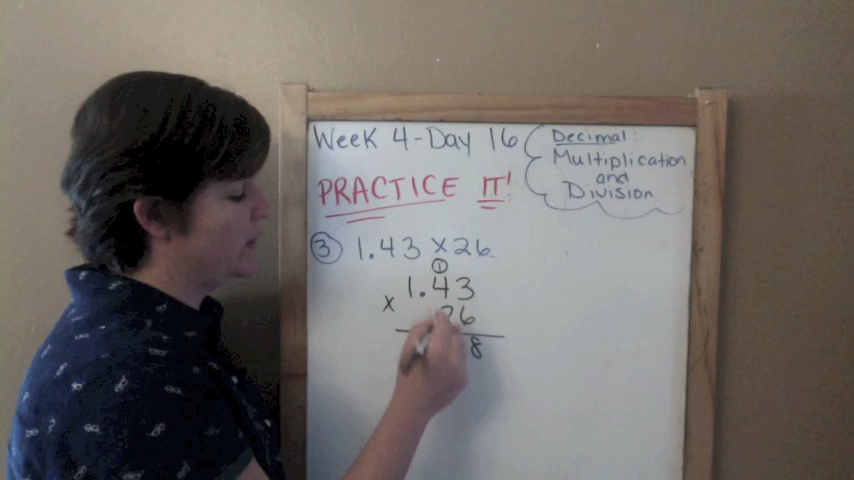 Week 4-Day 16
Decimal:
Multiplication
and
Division
PRACTICE IT!
3 1.43 x 26
1
1.43
x 26
8